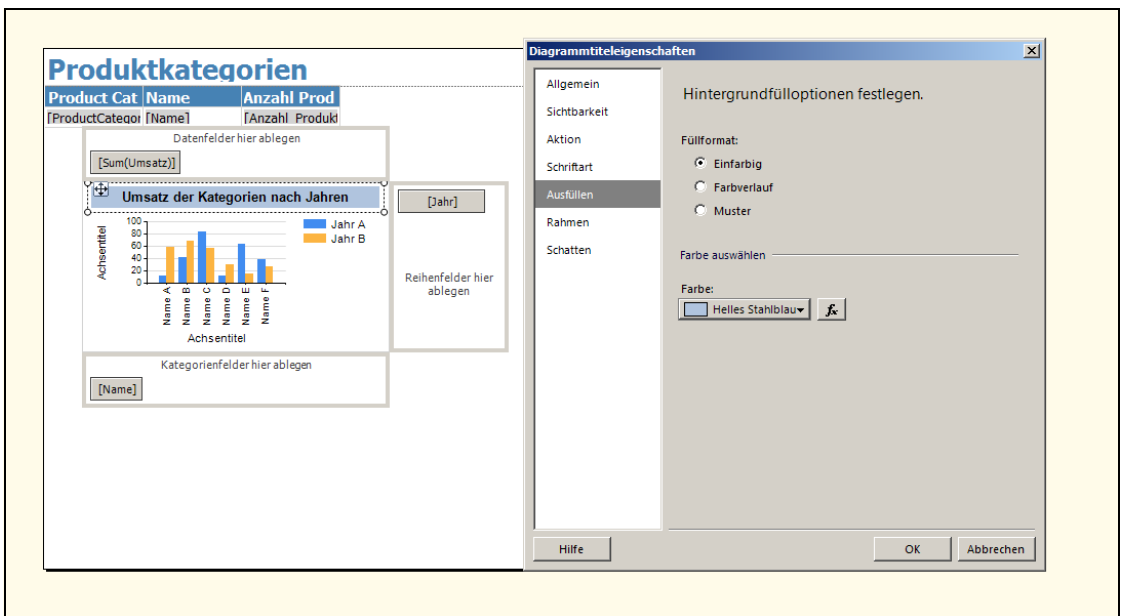 Produktkategorien
Product Cat Name Anzahl Prod
[ProductCategor [Name] [Anzahl Produkt
Datenfelder hier ablegen
[Sum(Umsatz)]
Umsatz der Kategorien nach Jahren
[Jahr]
Reihenfelder hier
ablegen
100
80
60
40
20
0
Achsentitel
Jahr A
Jahr B
Name A
Name B
Name C
Name D
Name E
Name F
Achsentitel
Kategorienfelder hier ablegen
[Name]
Diagrammtiteleigenschaften
Allgemein
Sichtbarkeit
Aktion
Schriftart
Ausfüllen
Rahmen
Schatten
Hintergrundfülloptionen festlegen.
Füllformat:
Einfarbig
Farbverlauf
Muster
Farbe auswählen
Farbe:
Helles Stahlblau
fx
Hilfe
OK
Abbrechen